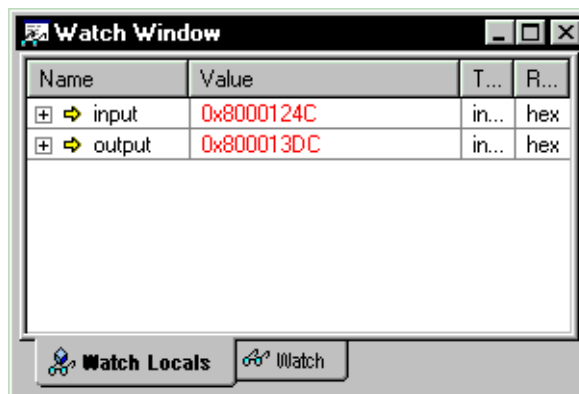 Watch Window
Name Value T... R...
input 0x8000124C in... hex
output 0x800013DC in... hex
Watch Locals Watch